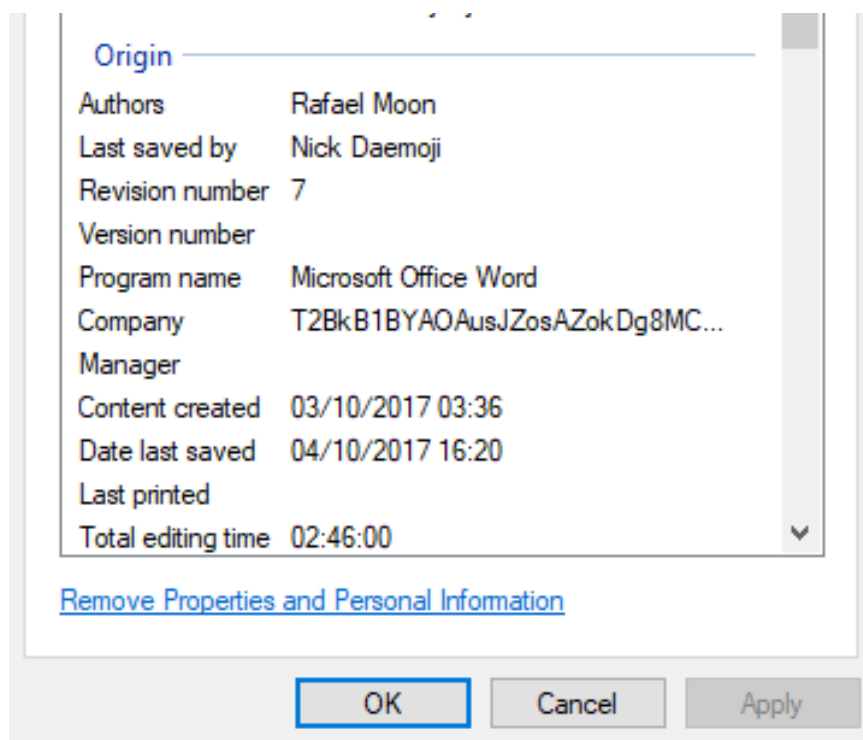 Origin
Authors Rafael Moon
Last saved by Nick Daemoji
Revision number 7
Version number
Program name Microsoft Office Word
Company T2BkB1BYAOAusJZosAZokDg8MC...
Manager
Content created 03/10/2017 03:36
Date last saved 04/10/2017 16:20
Last printed
Total editing time 02:46:00
Remove Properties and Personal Information
OK Cancel Apply